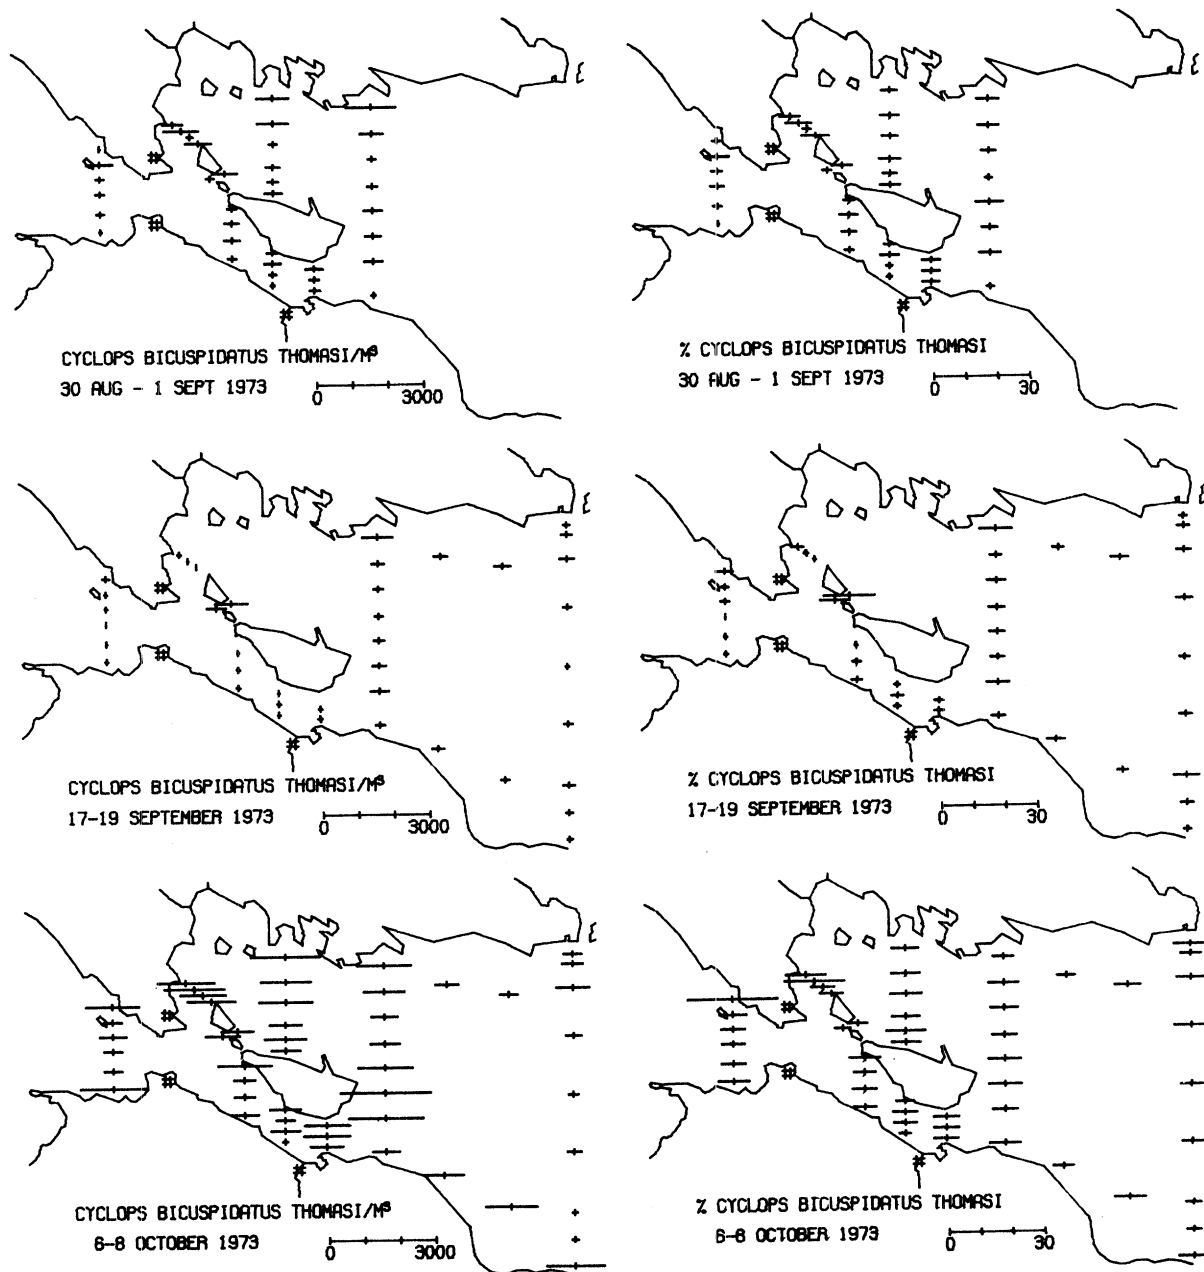 CYCLOPS BICUSPIDATUS THOMASI/M³
30 AUG - 1 SEPT 1973
0 3000
% CYCLOPS BICUSPIDATUS THOMASI
30 AUG - 1 SEPT 1973
0 30
CYCLOPS BICUSPIDATUS THOMASI/M³
17-19 SEPTEMBER 1973
0 3000
% CYCLOPS BICUSPIDATUS THOMASI
17-19 SEPTEMBER 1973
0 30
CYCLOPS BICUSPIDATUS THOMASI/M³
6-8 OCTOBER 1973
0 3000
% CYCLOPS BICUSPIDATUS THOMASI
6-8 OCTOBER 1973
0 30